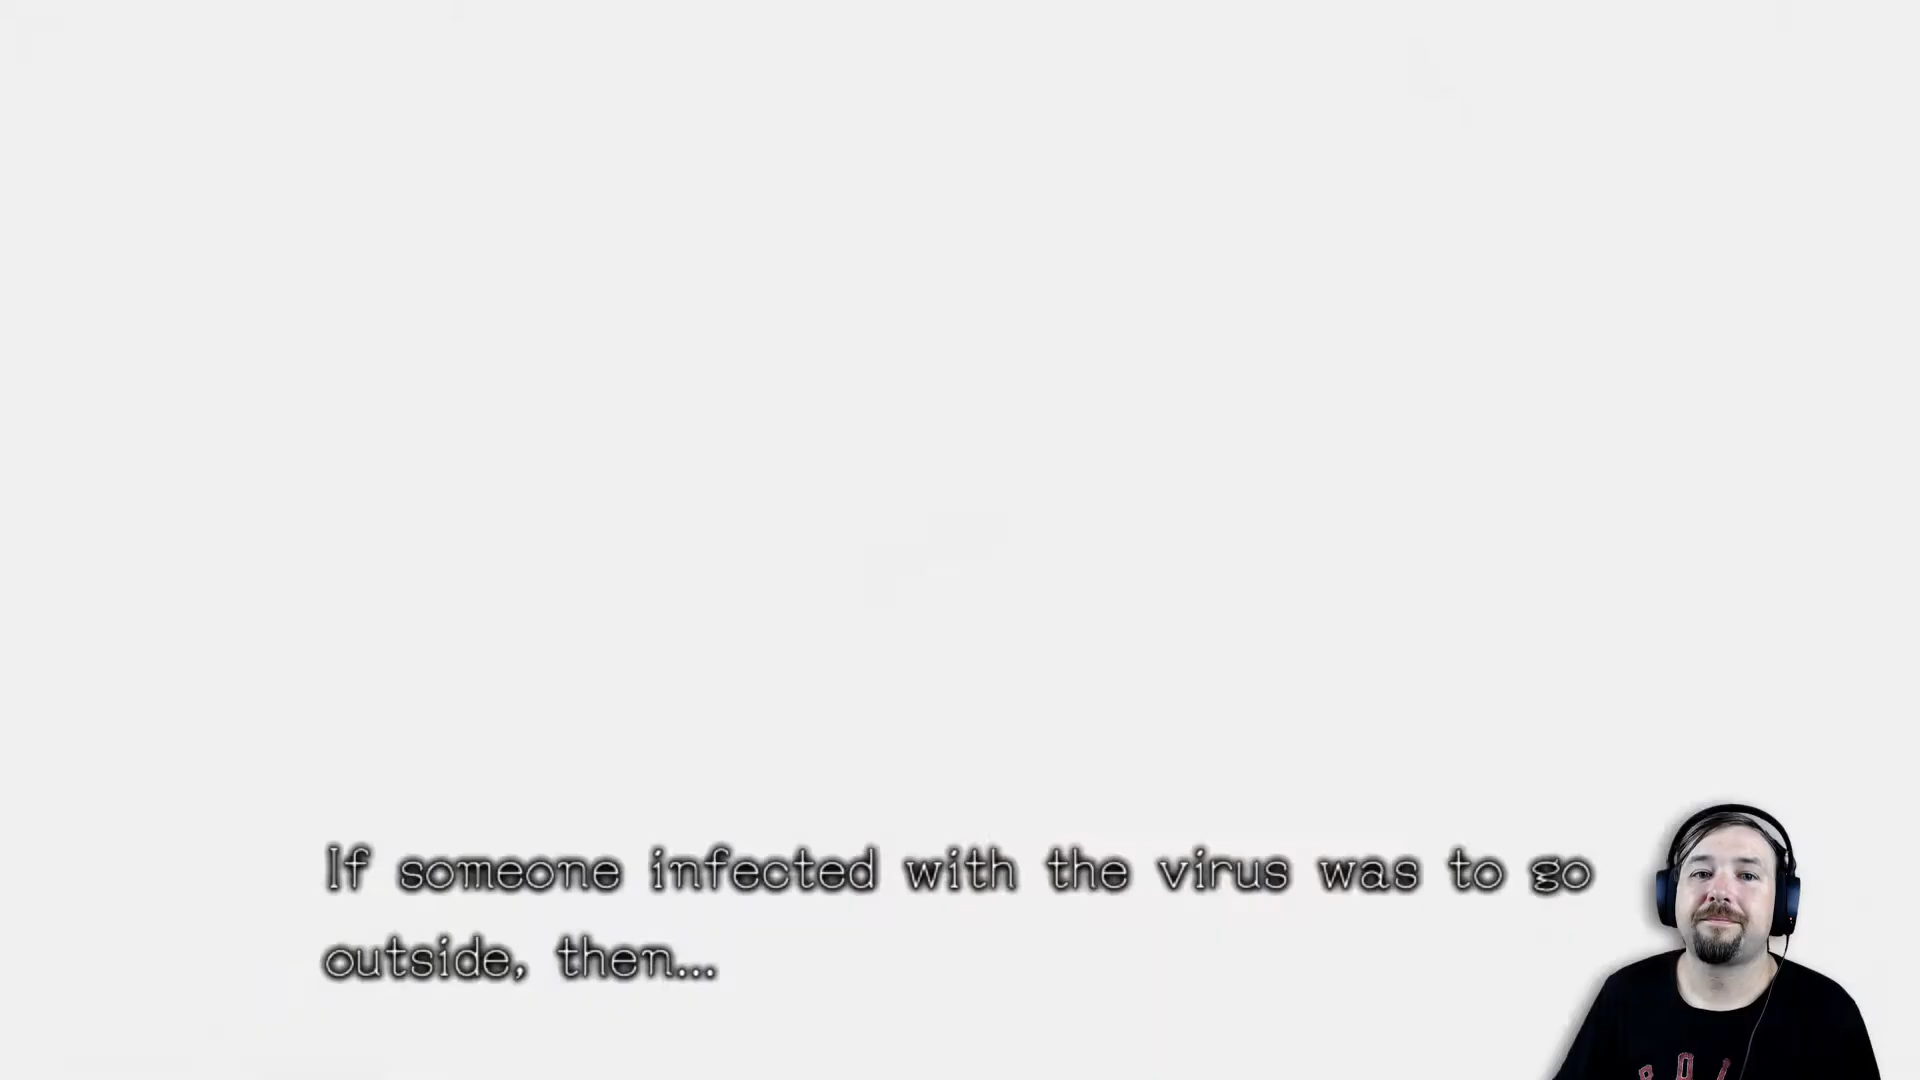 If someone infected with the virus was to go
outside, then...